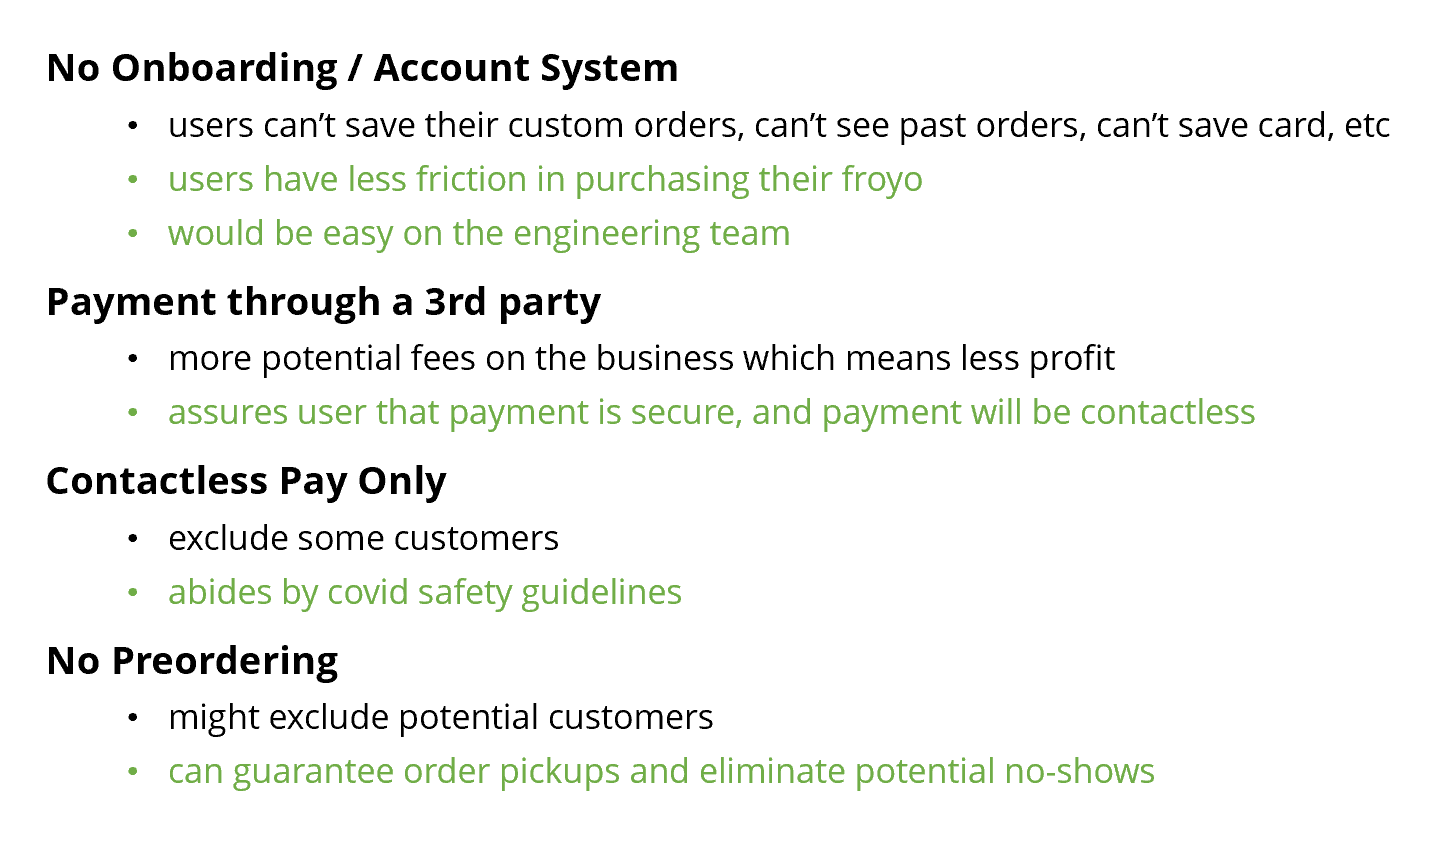 No Onboarding / Account System
• users can’t save their custom orders, can’t see past orders, can’t save card, etc
• users have less friction in purchasing their froyo
• would be easy on the engineering team
Payment through a 3rd party
• more potential fees on the business which means less profit
• assures user that payment is secure, and payment will be contactless
Contactless Pay Only
• exclude some customers
• abides by covid safety guidelines
No Preordering
• might exclude potential customers
• can guarantee order pickups and eliminate potential no-shows